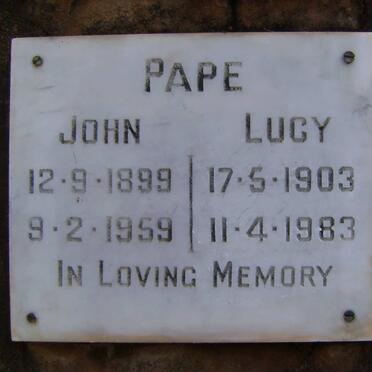 PAPE
JOHN LUCY
12·9·1899 17·5·1903
9·2·1959 11·4·1983
IN LOVING MEMORY